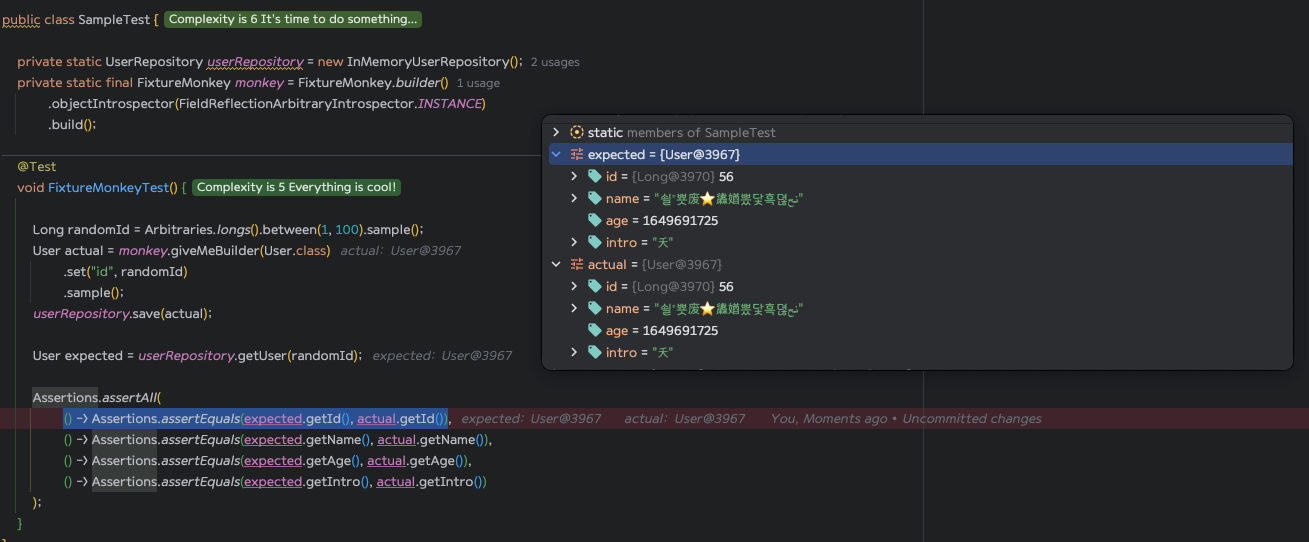 public class SampleTest { Complexity is 6 It's time to do something...
private static UserRepository userRepository = new InMemoryUserRepository(); 2 usages
private static final FixtureMonkey monkey = FixtureMonkey.builder() 1 usage
.objectIntrospector(FieldReflectionArbitraryIntrospector.INSTANCE)
.build();
@Test
void FixtureMonkeyTest() { Complexity is 5 Everything is cool!
Long randomId = Arbitraries.longs().between(1, 100).sample();
User actual = monkey.giveMeBuilder(User.class) actual: User@3967
.set("id", randomId)
.sample();
userRepository.save(actual);
User expected = userRepository.getUser(randomId); expected: User@3967
Assertions.assertAll(
() -> Assertions.assertEquals(expected.getId(), actual.getId()), expected: User@3967 actual: User@3967 You, Moments ago • Uncommitted changes
() -> Assertions.assertEquals(expected.getName(), actual.getName()),
() -> Assertions.assertEquals(expected.getAge(), actual.getAge()),
() -> Assertions.assertEquals(expected.getIntro(), actual.getIntro())
);
}
static members of SampleTest
expected = {User@3967}
id = {Long@3970} 56
name =
age = 1649691725
intro =
actual = {User@3967}
id = {Long@3970} 56
name =
age = 1649691725
intro =